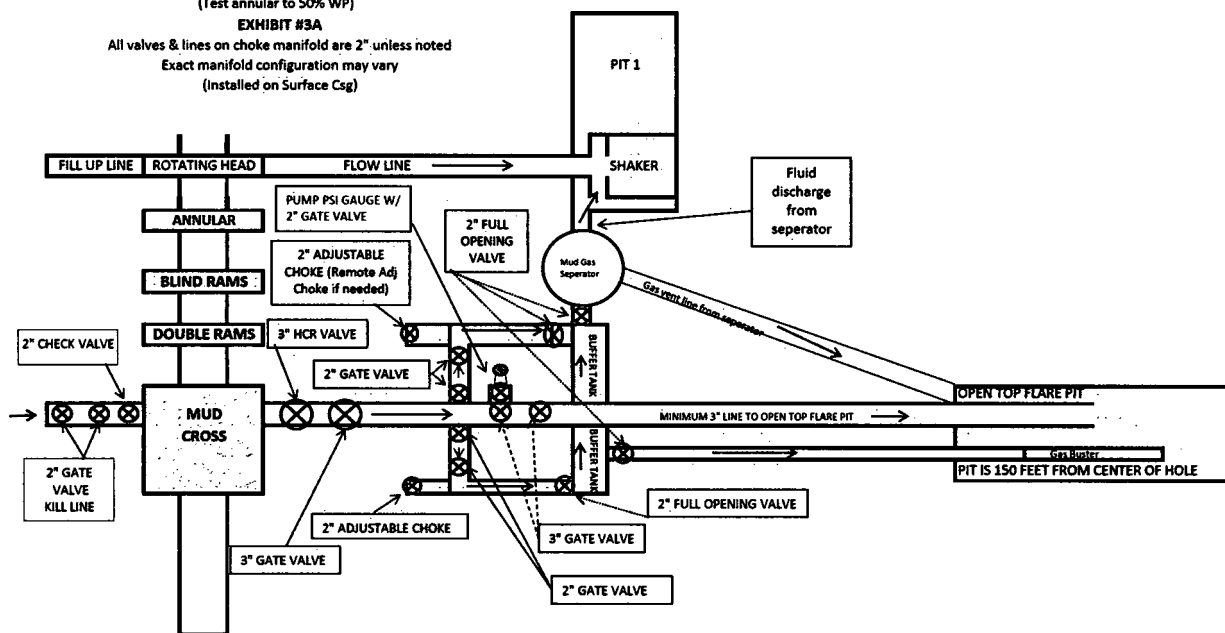 (Test annular to 50% WP)
EXHIBIT #3A
All valves & lines on choke manifold are 2" unless noted
Exact manifold configuration may vary
(Installed on Surface Csg)
PIT 1
FILL UP LINE
ROTATING HEAD
FLOW LINE
SHAKER
Fluid
discharge
from
seperator
PUMP PSI GAUGE W/
2" GATE VALVE
ANNULAR
2" FULL
OPENING
VALVE
2" ADJUSTABLE
CHOKE (Remote Adj
Choke if needed)
Mud Gas
Seperator
BLIND RAMS
Gas vent line from seperator
DOUBLE RAMS
3" HCR VALVE
2" CHECK VALVE
2" GATE VALVE
BUFFER TANK
OPEN TOP FLARE PIT
MUD
CROSS
MINIMUM 3" LINE TO OPEN TOP FLARE PIT
BUFFER TANK
Gas Buster
PIT IS 150 FEET FROM CENTER OF HOLE
2" GATE
VALVE
KILL LINE
2" FULL OPENING VALVE
2" ADJUSTABLE CHOKE
3" GATE VALVE
3" GATE VALVE
2" GATE VALVE